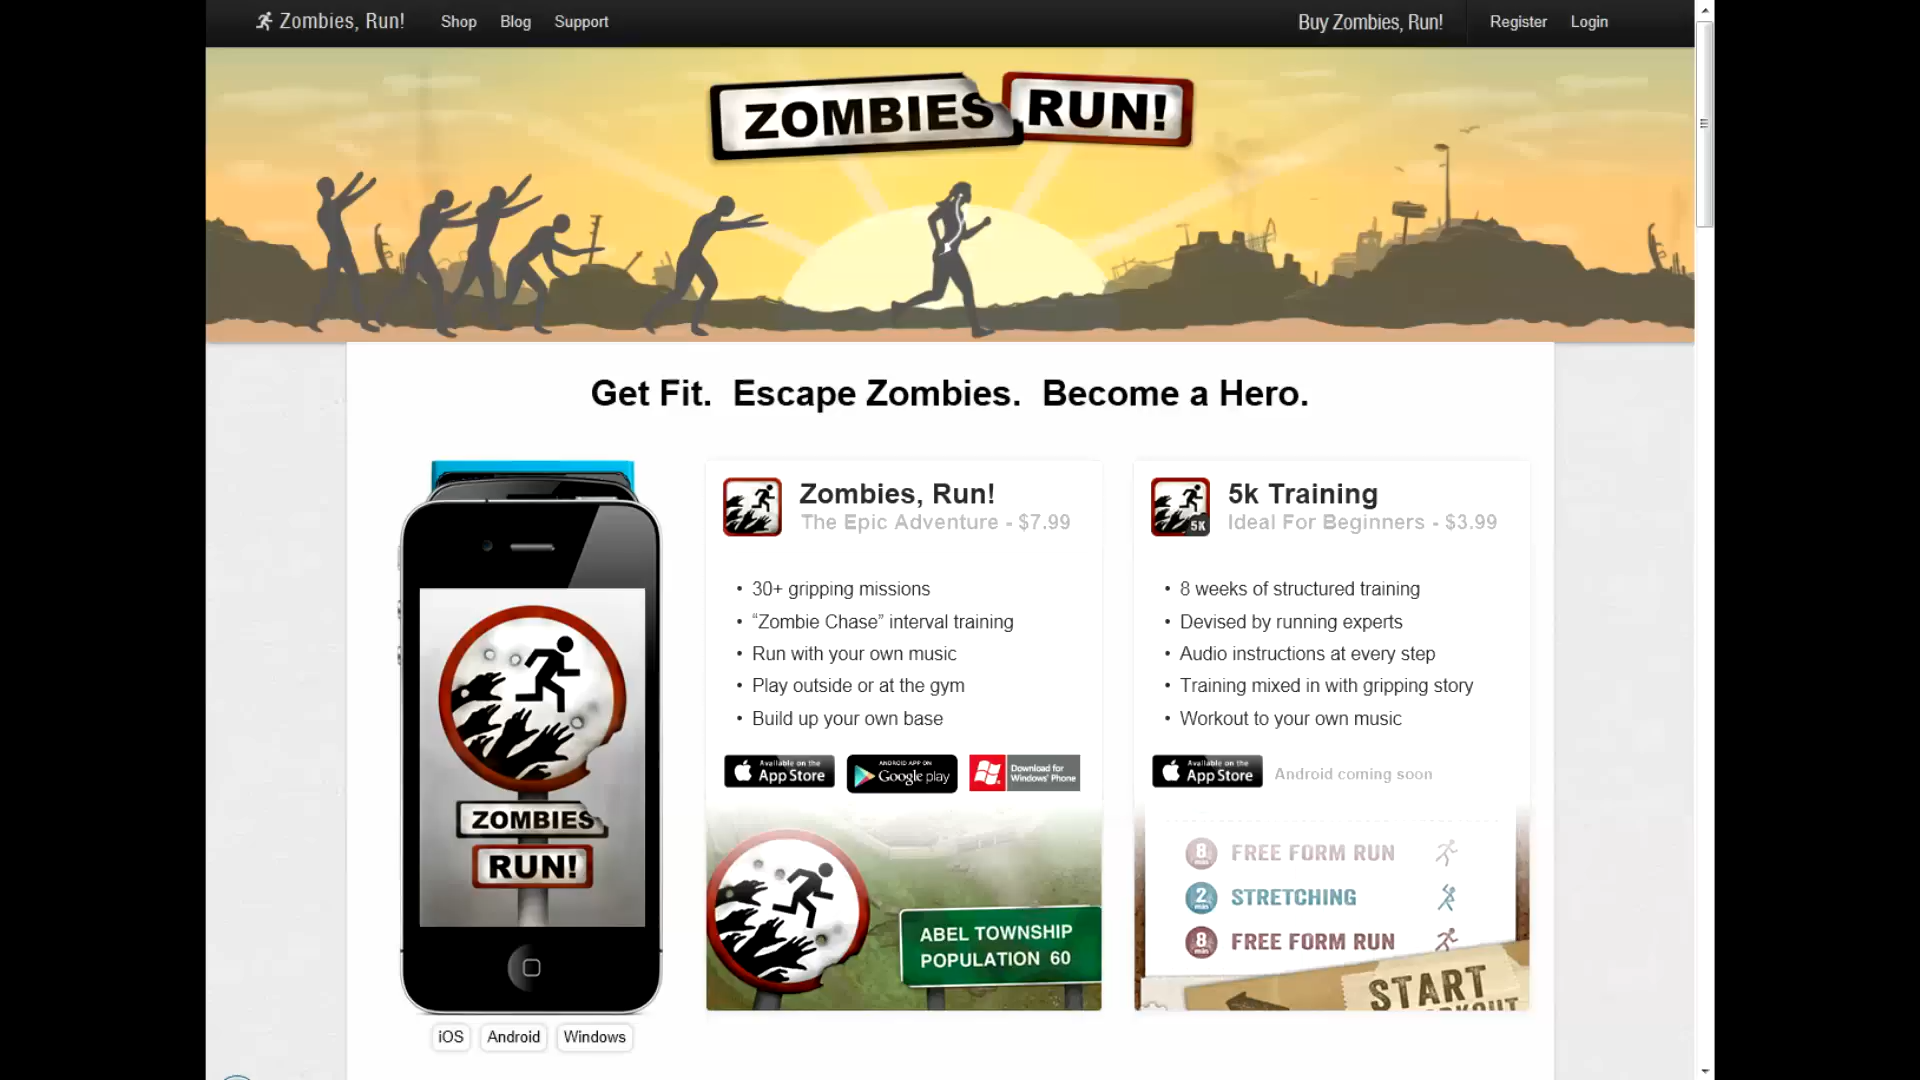 Zombies, Run! Shop Blog Support Buy Zombies, Run! Register Login
ZOMBIES, RUN!
Get Fit. Escape Zombies. Become a Hero.
Zombies, Run!
The Epic Adventure - $7.99
• 30+ gripping missions
• “Zombie Chase” interval training
• Run with your own music
• Play outside or at the gym
• Build up your own base
Available on the
App Store
ANDROID APP ON
Google play
Download for
Windows® Phone
ABEL TOWNSHIP
POPULATION 60
5K
5k Training
Ideal For Beginners - $3.99
• 8 weeks of structured training
• Devised by running experts
• Audio instructions at every step
• Training mixed in with gripping story
• Workout to your own music
Available on the
App Store
Android coming soon
8 min FREE FORM RUN
2 min STRETCHING
8 min FREE FORM RUN
START
ZOMBIES
RUN!
iOS Android Windows